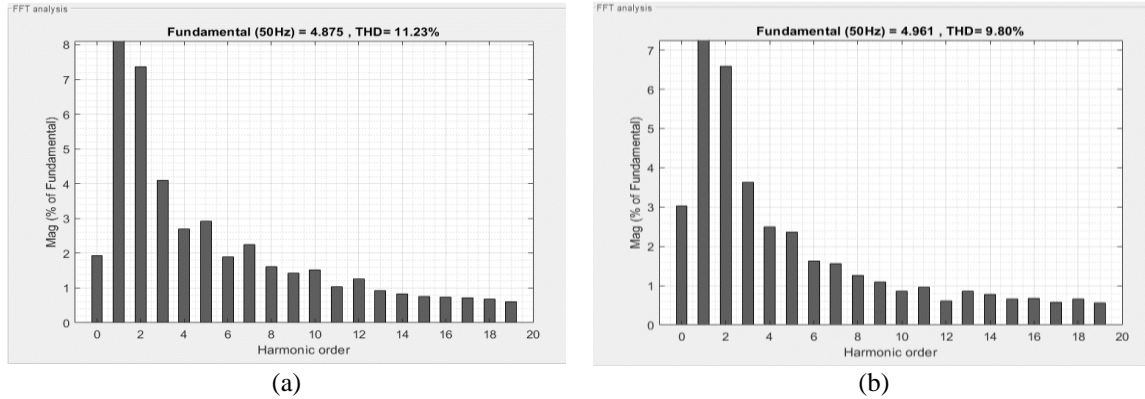 FFT analysis
Fundamental (50Hz) = 4.875 , THD= 11.23%
Mag (% of Fundamental)
8
7
6
5
4
3
2
1
0
0 2 4 6 8 10 12 14 16 18 20
Harmonic order
(a)
FFT analysis
Fundamental (50Hz) = 4.961 , THD= 9.80%
Mag (% of Fundamental)
7
6
5
4
3
2
1
0
0 2 4 6 8 10 12 14 16 18 20
Harmonic order
(b)